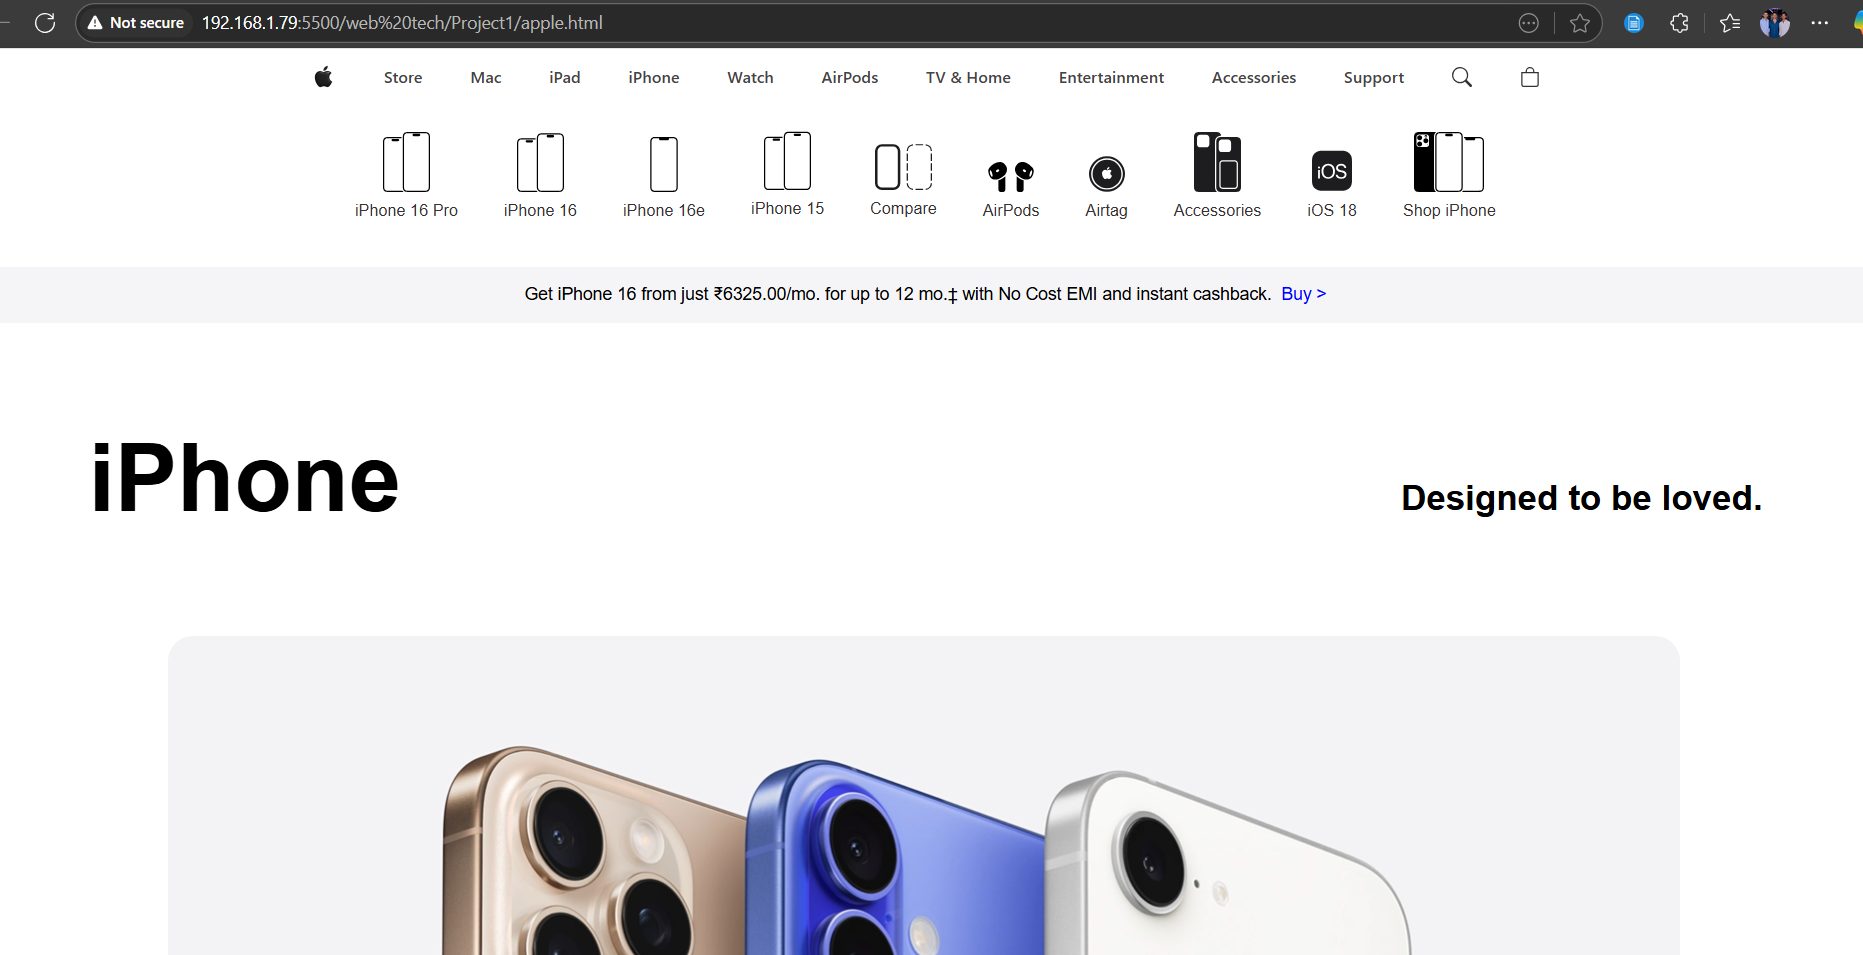 Not secure 192.168.1.79:5500/web%20tech/Project1/apple.html
Store Mac iPad iPhone Watch AirPods TV & Home Entertainment Accessories Support
iOS
iPhone 16 Pro iPhone 16 iPhone 16e iPhone 15 Compare AirPods Airtag Accessories iOS 18 Shop iPhone
Get iPhone 16 from just ₹6325.00/mo. for up to 12 mo.‡ with No Cost EMI and instant cashback. Buy >
iPhone
Designed to be loved.